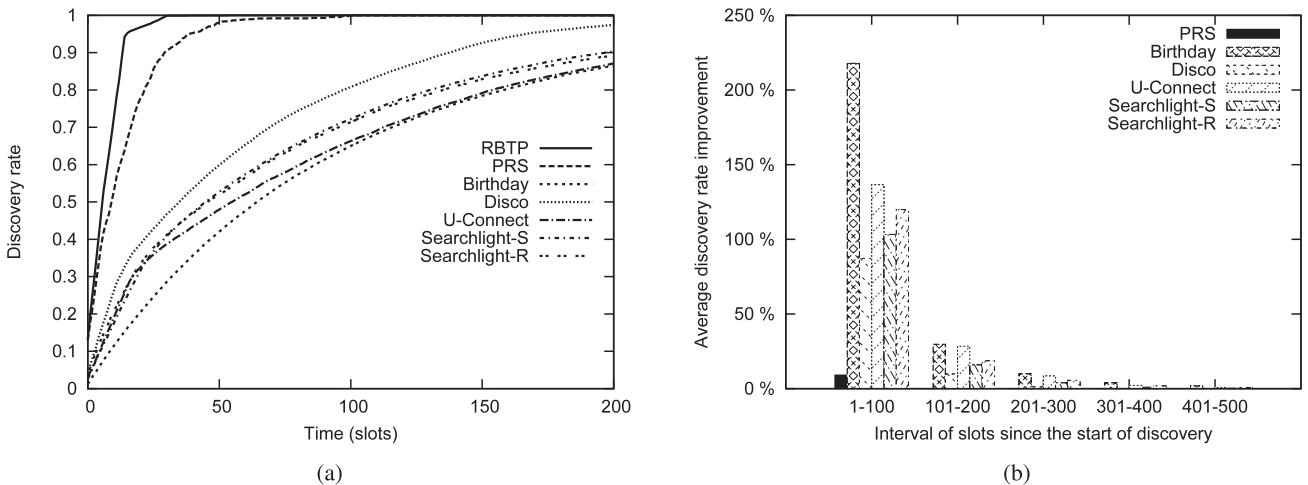 1
0.9
0.8
0.7
0.6
0.5
0.4
0.3
0.2
0.1
0
Discovery rate
RBTP
PRS
Birthday
Disco
U-Connect
Searchlight-S
Searchlight-R
0 50 100 150 200
Time (slots)
(a)
250 %
200 %
150 %
100 %
50 %
0 %
Average discovery rate improvement
PRS
Birthday
Disco
U-Connect
Searchlight-S
Searchlight-R
1-100 101-200 201-300 301-400 401-500
Interval of slots since the start of discovery
(b)